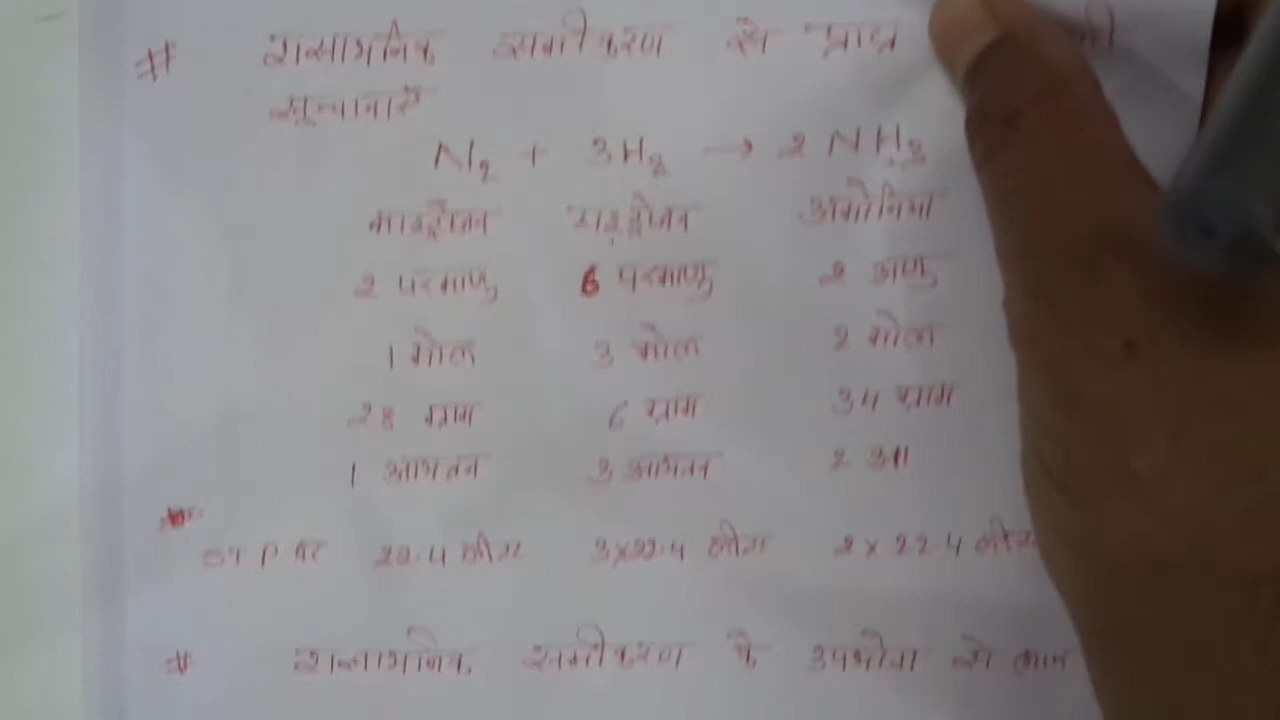 # रासायनिक समीकरण से प्राप्त की
सूचनाएँ
N₂ + 3H₂ → 2NH₃
नाइट्रोजन हाइड्रोजन अमोनिया
2 परमाणु 6 परमाणु 2 अणु
1 मोल 3 मोल 2 मोल
28 ग्राम 6 ग्राम 34 ग्राम
1 आयतन 3 आयतन 2 आ
STP पर 22.4 लीटर 3×22.4 लीटर 2×22.4 लीटर
# रासायनिक समीकरण के उपयोग से